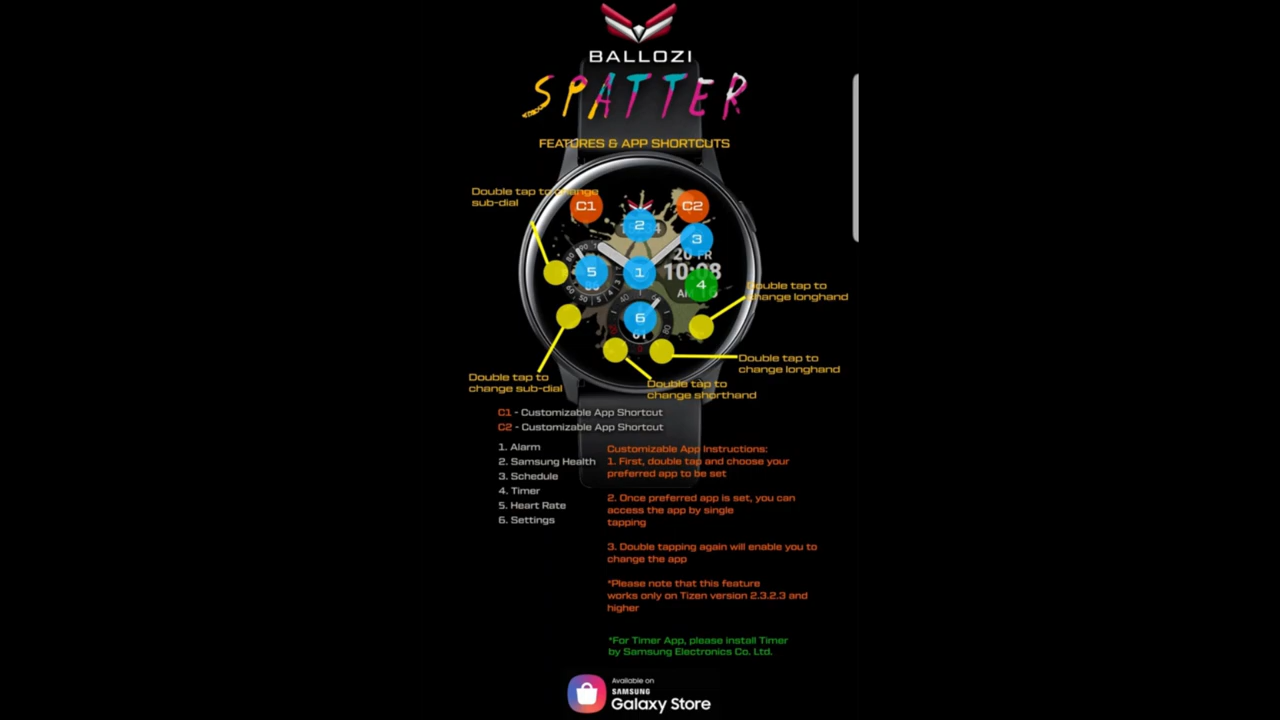 BALLOZI
SPATTER
FEATURES & APP SHORTCUTS
Double tap to change
sub-dial
C1
C2
2
3
20 FR
10:08
5
1
4
AM
Double tap to
change longhand
6
Double tap to
change longhand
Double tap to
change sub-dial
Double tap to
change shorthand
C1 - Customizable App Shortcut
C2 - Customizable App Shortcut
1. Alarm
2. Samsung Health
3. Schedule
4. Timer
5. Heart Rate
6. Settings
Customizable App Instructions:
1. First, double tap and choose your
preferred app to be set
2. Once preferred app is set, you can
access the app by single
tapping
3. Double tapping again will enable you to
change the app
*Please note that this feature
works only on Tizen version 2.3.2.3 and
higher
*For Timer App, please install Timer
by Samsung Electronics Co. Ltd.
Available on
SAMSUNG
Galaxy Store